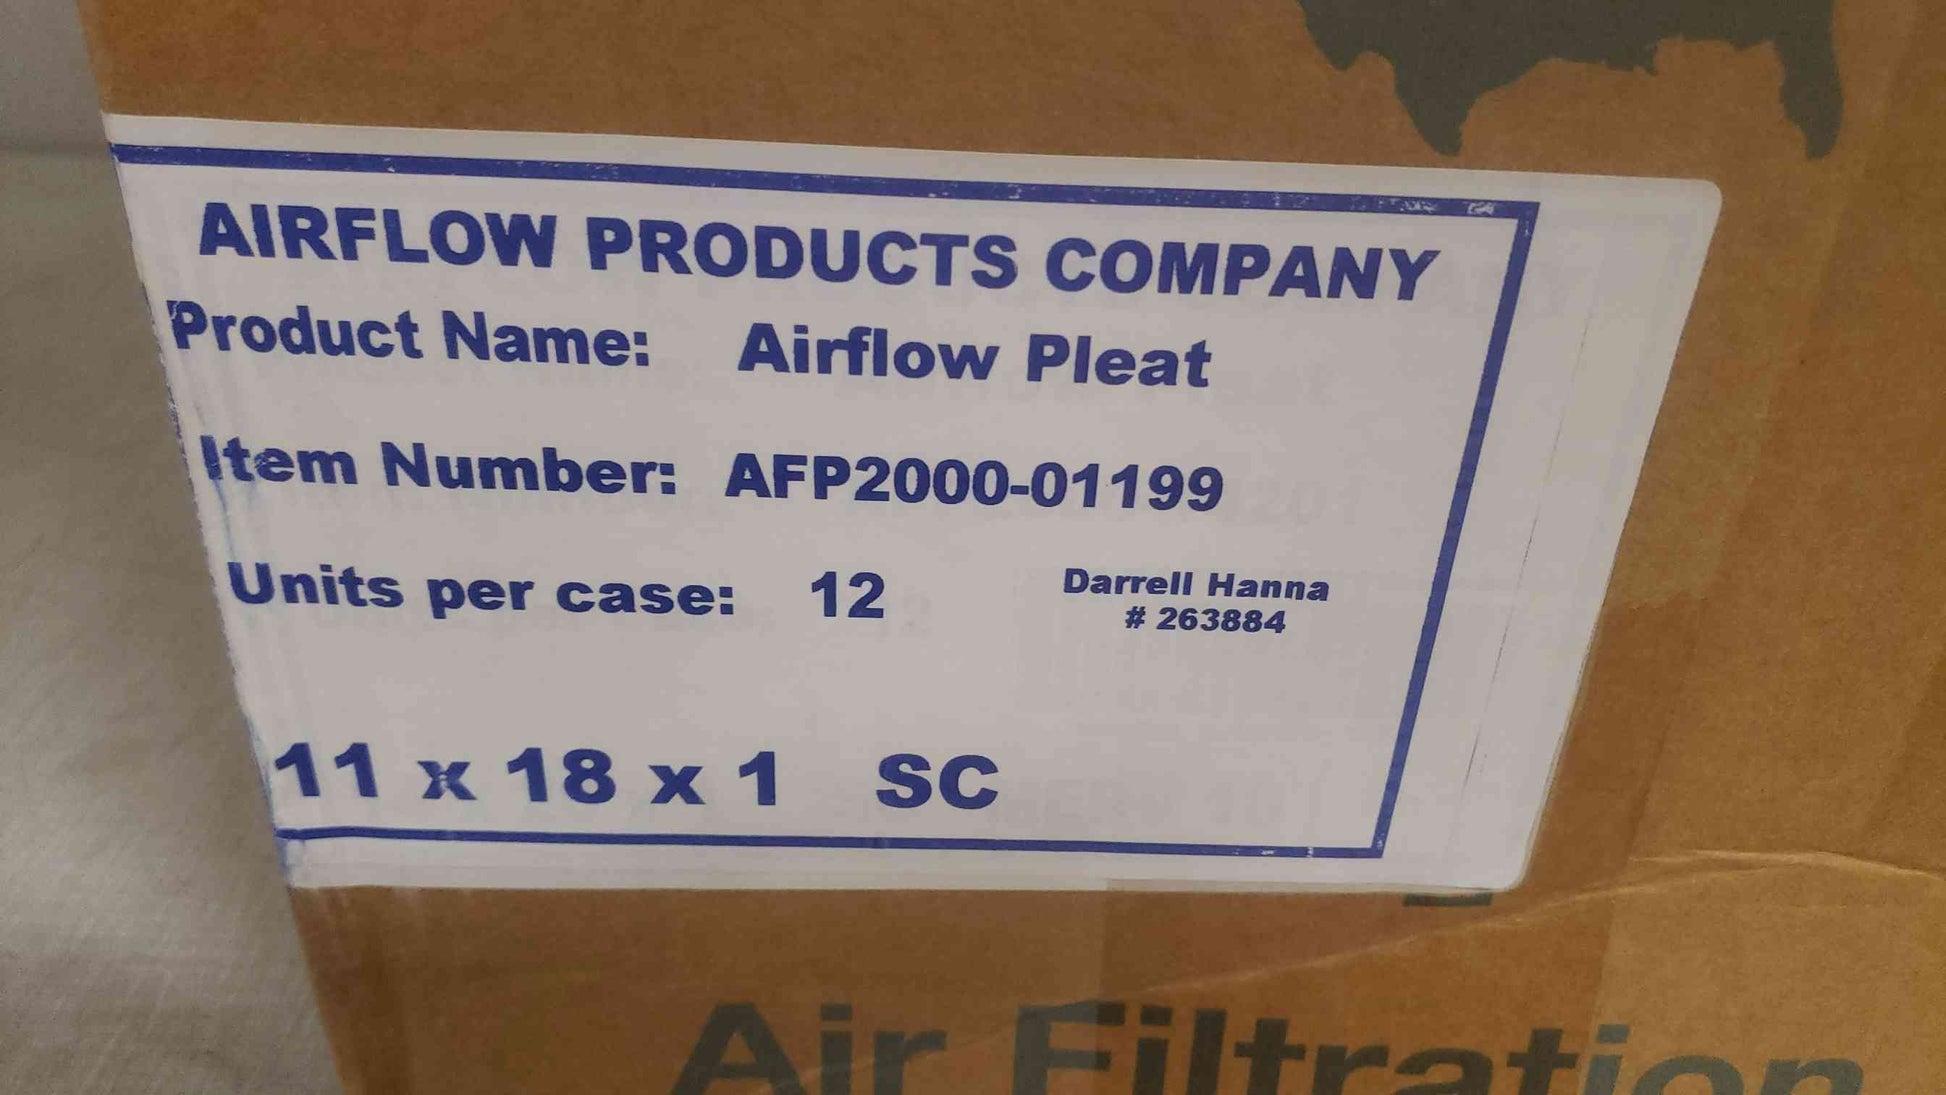 AIRFLOW PRODUCTS COMPANY
Product Name: Airflow Pleat
Item Number: AFP2000-01199
Units per case: 12
Darrell Hanna
# 263884
11 x 18 x 1 SC
Air Filtration